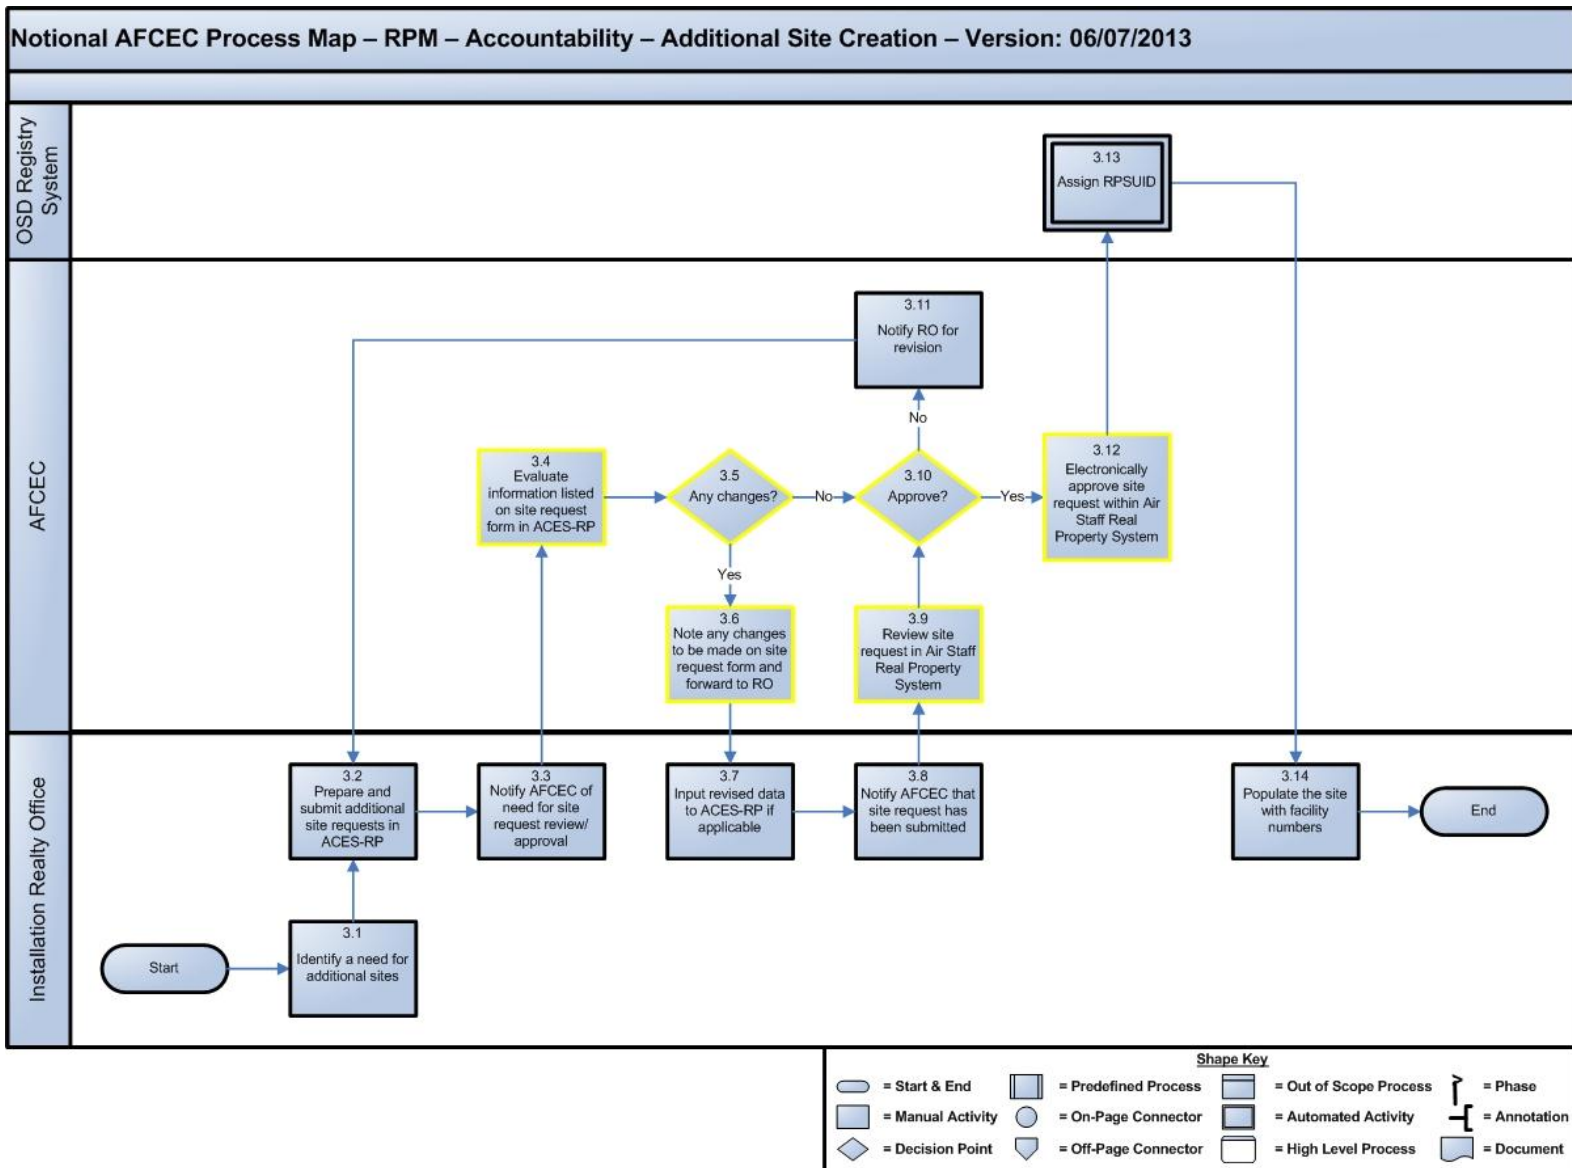 Notional AFCEC Process Map – RPM – Accountability – Additional Site Creation – Version: 06/07/2013
OSD Registry
System
3.13
Assign RPSUID
AFCEC
3.11
Notify RO for
revision
No
3.4
Evaluate
information listed
on site request
form in ACES-RP
3.5
Any changes?
No
3.10
Approve?
Yes
3.12
Electronically
approve site
request within Air
Staff Real
Property System
Yes
3.6
Note any changes
to be made on site
request form and
forward to RO
3.9
Review site
request in Air Staff
Real Property
System
Installation Realty Office
3.2
Prepare and
submit additional
site requests in
ACES-RP
3.3
Notify AFCEC of
need for site
request review/
approval
3.7
Input revised data
to ACES-RP if
applicable
3.8
Notify AFCEC that
site request has
been submitted
3.14
Populate the site
with facility
numbers
End
Start
3.1
Identify a need for
additional sites
Shape Key
= Start & End
= Predefined Process
= Out of Scope Process
= Phase
= Manual Activity
= On-Page Connector
= Automated Activity
= Annotation
= Decision Point
= Off-Page Connector
= High Level Process
= Document